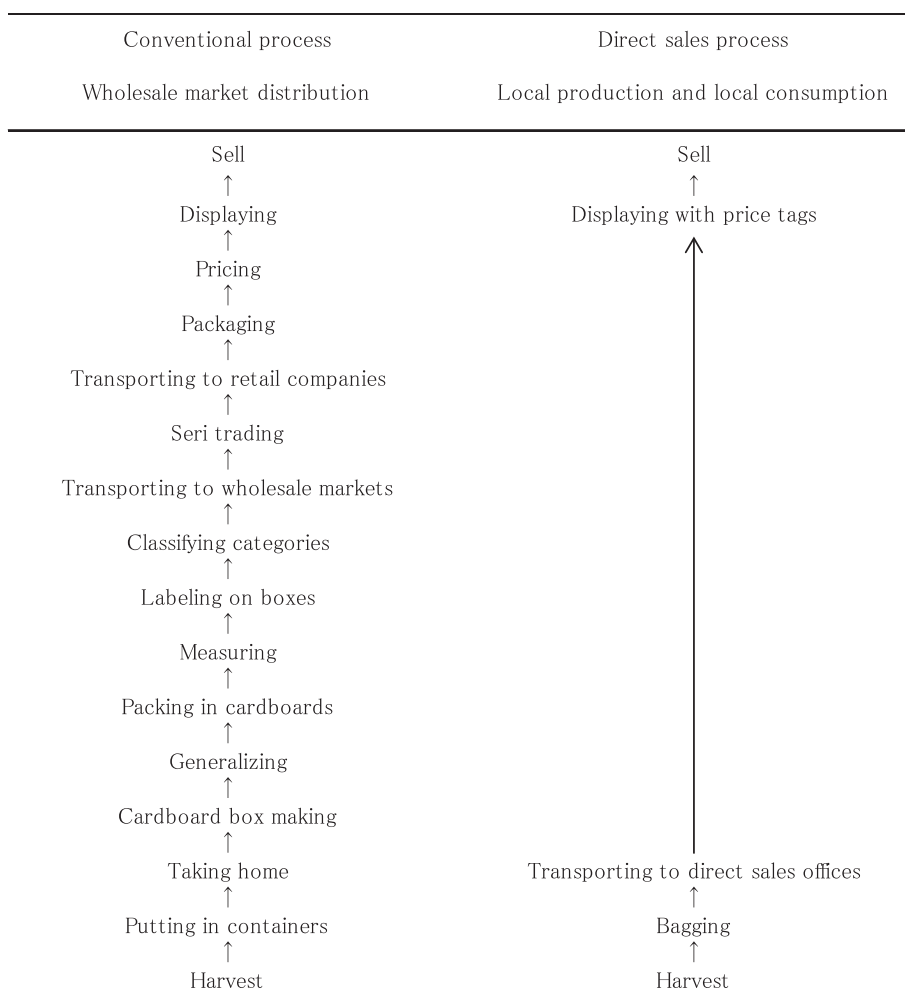 Conventional process Direct sales process
Wholesale market distribution Local production and local consumption
Sell Sell
↑ ↑
Displaying Displaying with price tags
↑ ↑
Pricing
↑
Packaging
↑
Transporting to retail companies
↑
Seri trading
↑
Transporting to wholesale markets
↑
Classifying categories
↑
Labeling on boxes
↑
Measuring
↑
Packing in cardboards
↑
Generalizing
↑
Cardboard box making
↑
Taking home Transporting to direct sales offices
↑ ↑
Putting in containers Bagging
↑ ↑
Harvest Harvest